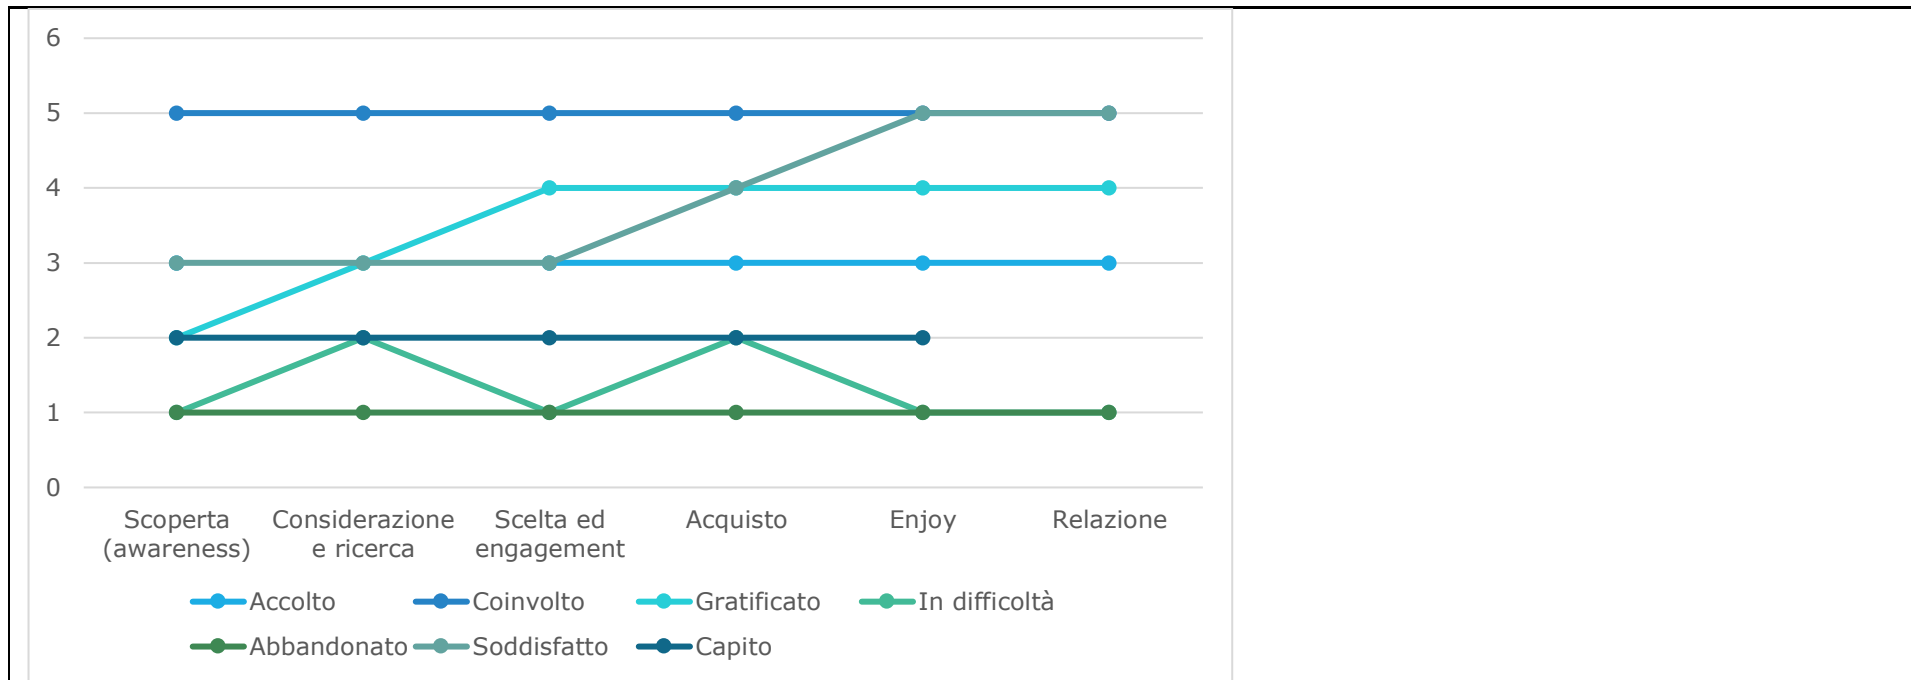 6
5
4
3
2
1
0
Scoperta (awareness)
Considerazione e ricerca
Scelta ed engagement
Acquisto
Enjoy
Relazione
Accolto
Coinvolto
Gratificato
In difficoltà
Abbandonato
Soddisfatto
Capito